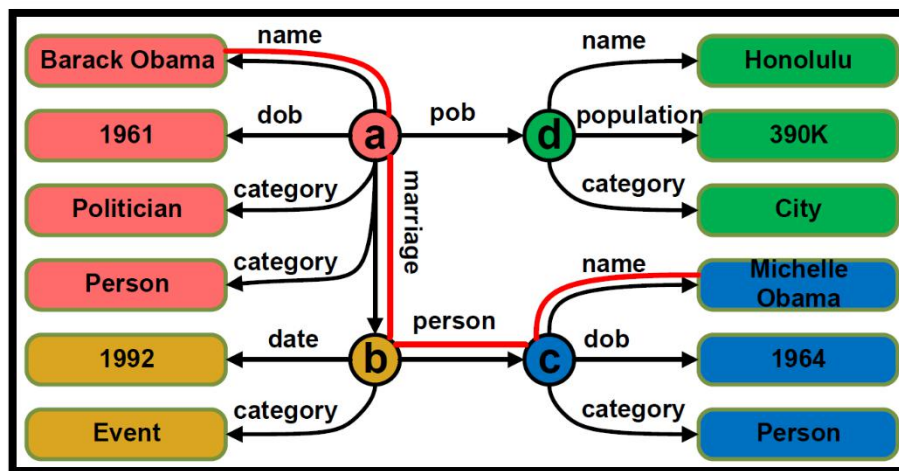 name
name
Barack Obama
Honolulu
dob
pob
population
1961
a
d
390K
category
category
Politician
City
marriage
category
name
Person
Michelle
Obama
person
date
dob
1992
b
c
1964
category
category
Event
Person